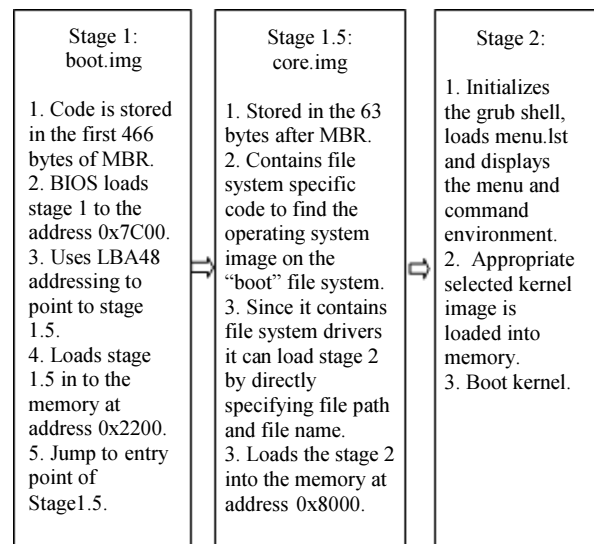 Stage 1:
boot.img
1. Code is stored
in the first 466
bytes of MBR.
2. BIOS loads
stage 1 to the
address 0x7C00.
3. Uses LBA48
addressing to
point to stage
1.5.
4. Loads stage
1.5 in to the
memory at
address 0x2200.
5. Jump to entry
point of
Stage1.5.
Stage 1.5:
core.img
1. Stored in the 63
bytes after MBR.
2. Contains file
system specific
code to find the
operating system
image on the
“boot” file system.
3. Since it contains
file system drivers
it can load stage 2
by directly
specifying file path
and file name.
3. Loads the stage 2
into the memory at
address 0x8000.
Stage 2:
1. Initializes
the grub shell,
loads menu.lst
and displays
the menu and
command
environment.
2. Appropriate
selected kernel
image is
loaded into
memory.
3. Boot kernel.